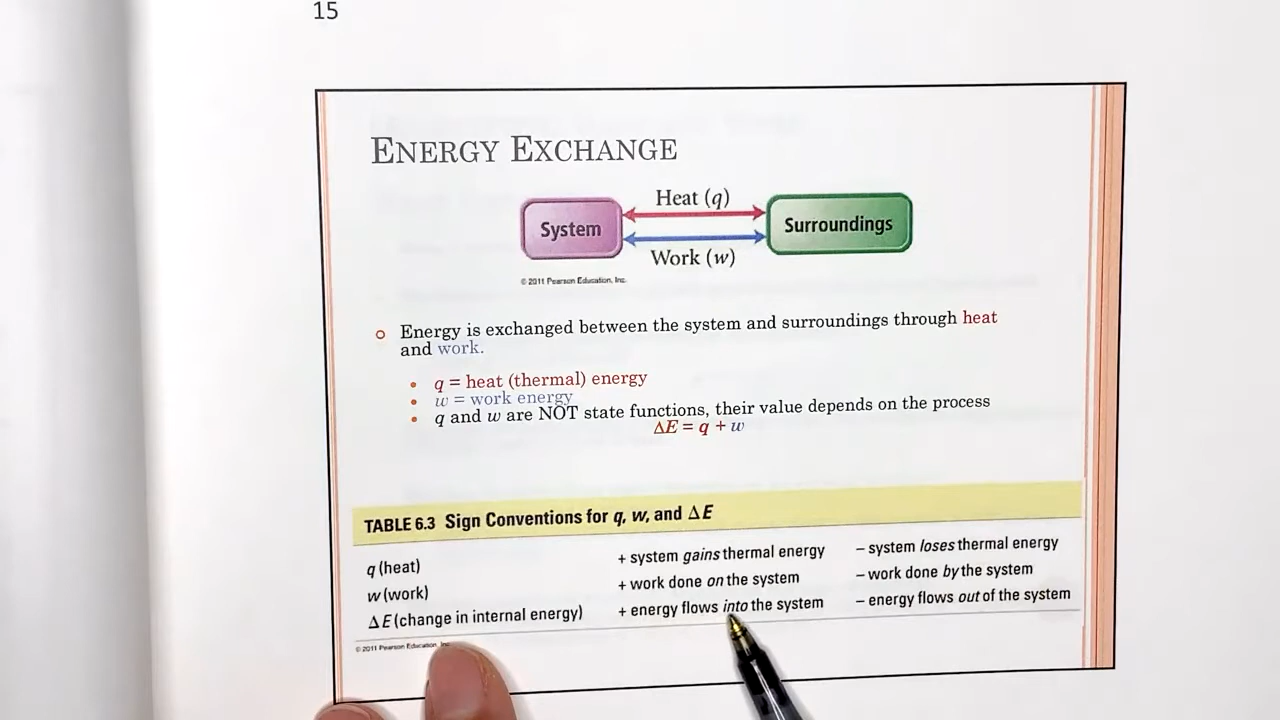 15
ENERGY EXCHANGE
Heat (q)
System
Surroundings
Work (w)
© 2011 Pearson Education, Inc.
Energy is exchanged between the system and surroundings through heat
and work.
q = heat (thermal) energy
w = work energy
q and w are NOT state functions, their value depends on the process
ΔE = q + w
TABLE 6.3 Sign Conventions for q, w, and ΔE
q (heat) + system gains thermal energy − system loses thermal energy
w (work) + work done on the system − work done by the system
ΔE (change in internal energy) + energy flows into the system − energy flows out of the system
© 2011 Pearson Education, Inc.